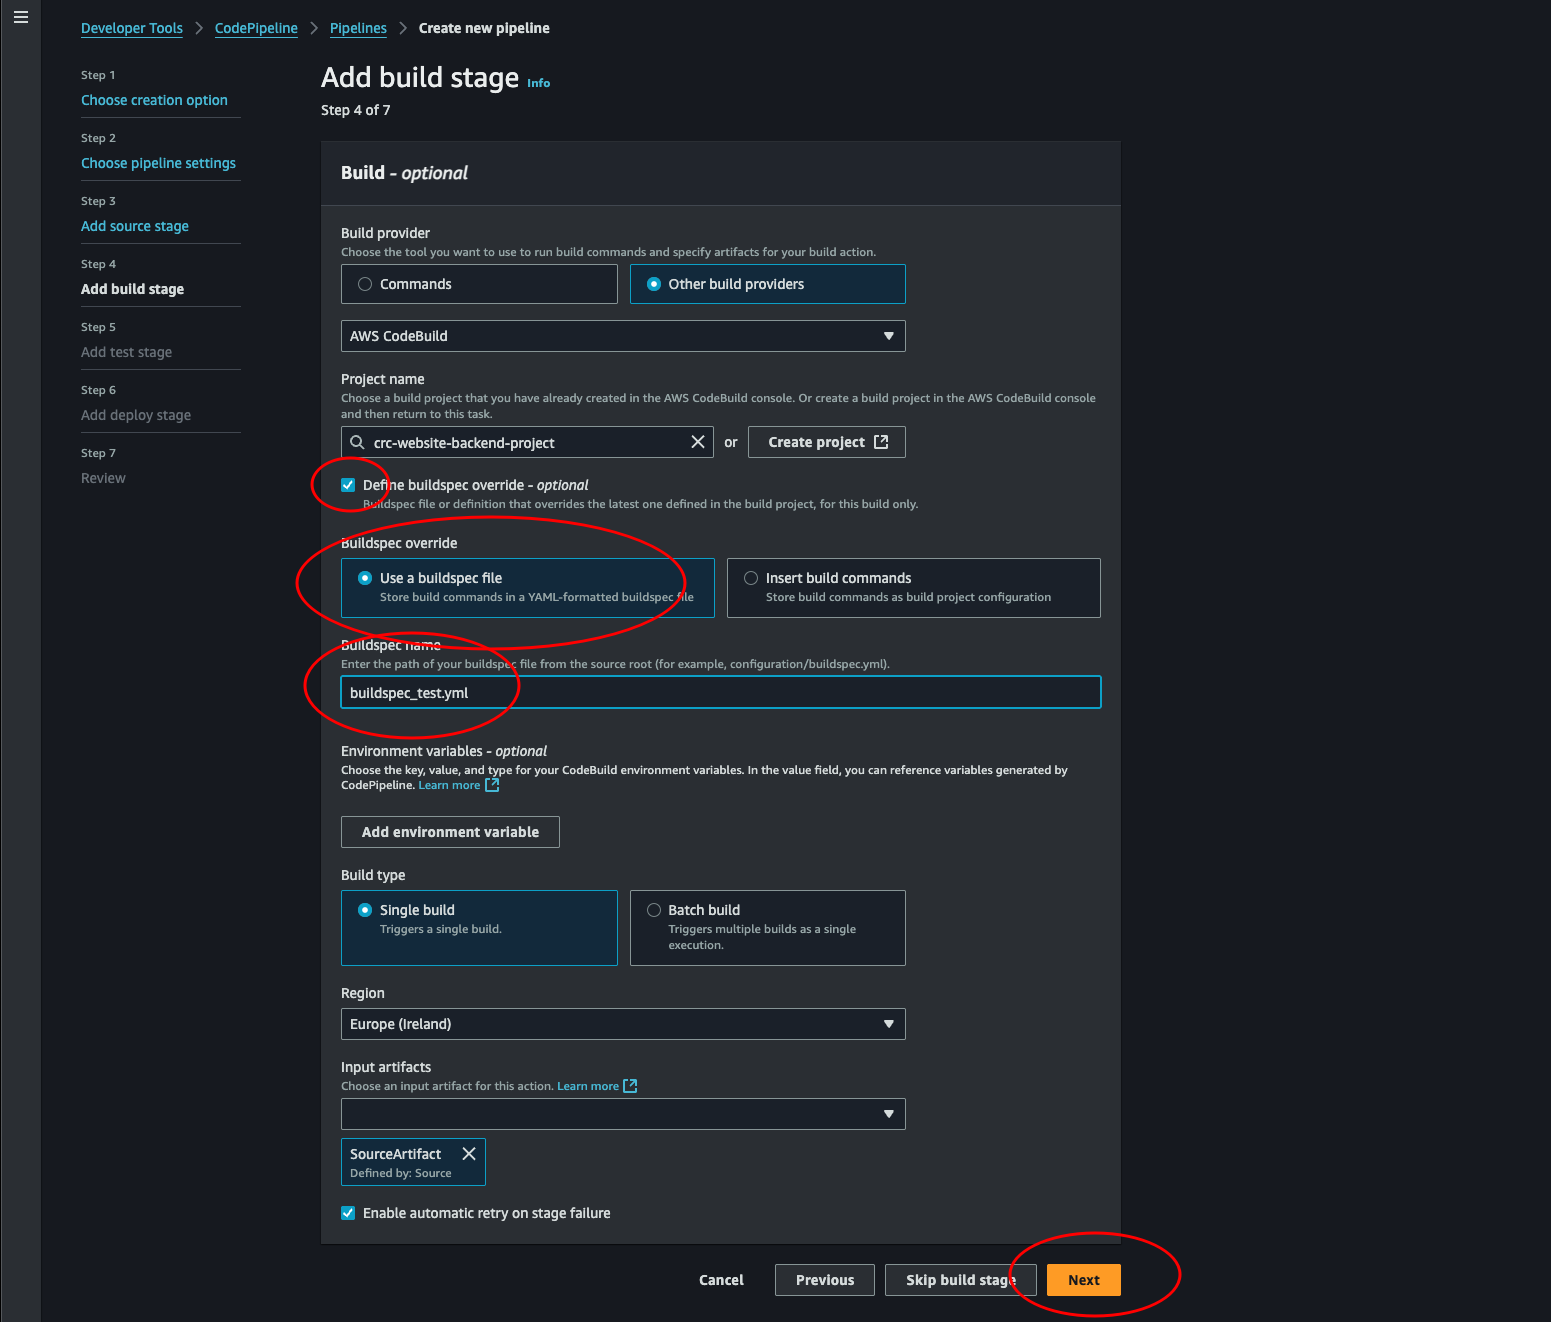 Developer Tools > CodePipeline > Pipelines > Create new pipeline
Step 1
Choose creation option
Step 2
Choose pipeline settings
Step 3
Add source stage
Step 4
Add build stage
Step 5
Add test stage
Step 6
Add deploy stage
Step 7
Review
Add build stage Info
Step 4 of 7
Build - optional
Build provider
Choose the tool you want to use to run build commands and specify artifacts for your build action.
Commands
Other build providers
AWS CodeBuild
Project name
Choose a build project that you have already created in the AWS CodeBuild console. Or create a build project in the AWS CodeBuild console
and then return to this task.
crc-website-backend-project
or
Create project
Define buildspec override - optional
Buildspec file or definition that overrides the latest one defined in the build project, for this build only.
Buildspec override
Use a buildspec file
Store build commands in a YAML-formatted buildspec file
Insert build commands
Store build commands as build project configuration
Buildspec name
Enter the path of your buildspec file from the source root (for example, configuration/buildspec.yml).
buildspec_test.yml
Environment variables - optional
Choose the key, value, and type for your CodeBuild environment variables. In the value field, you can reference variables generated by
CodePipeline. Learn more
Add environment variable
Build type
Single build
Triggers a single build.
Batch build
Triggers multiple builds as a single
execution.
Region
Europe (Ireland)
Input artifacts
Choose an input artifact for this action. Learn more
SourceArtifact
Defined by: Source
Enable automatic retry on stage failure
Cancel
Previous
Skip build stage
Next